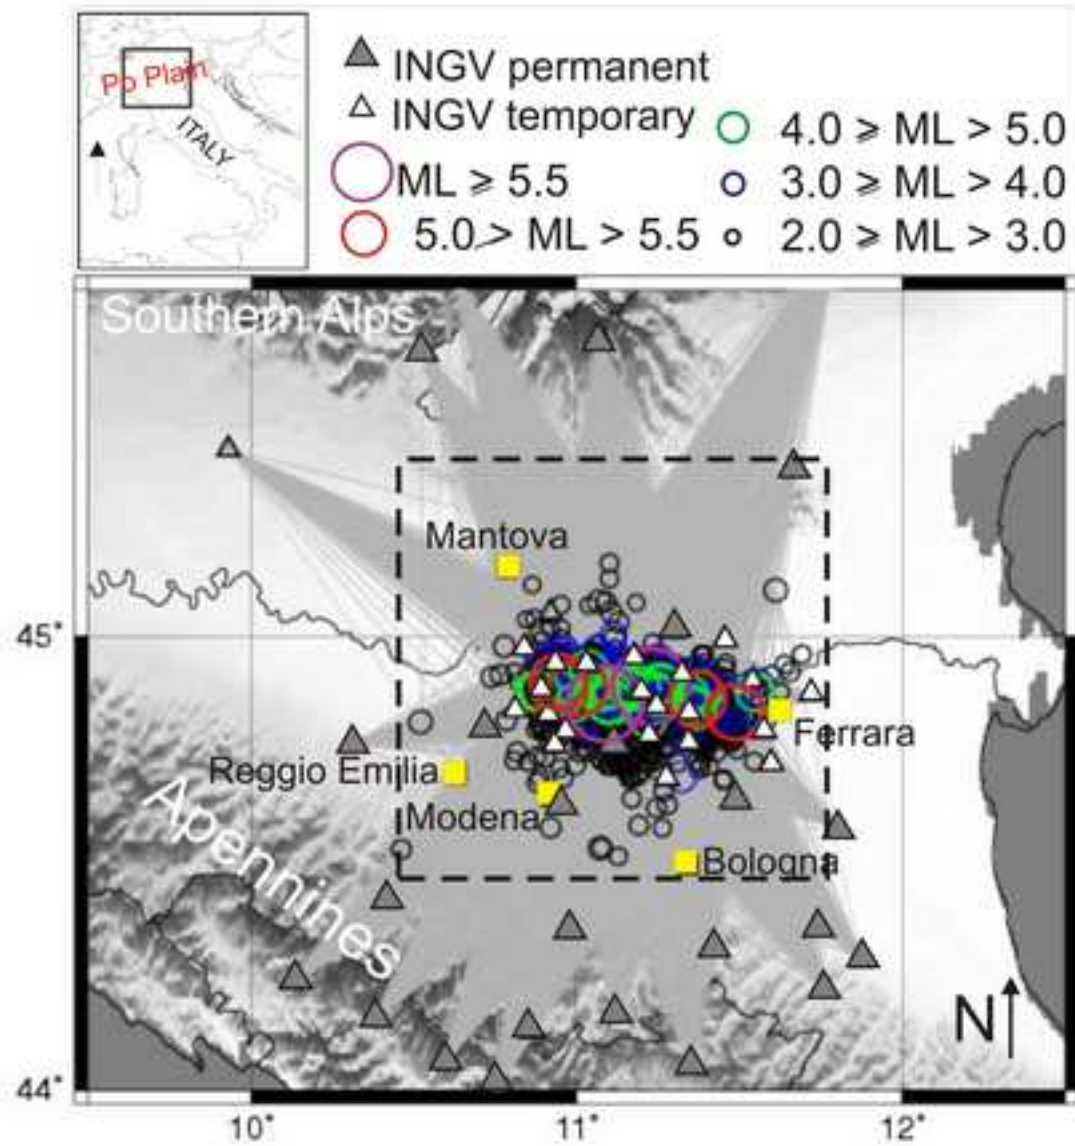 Po Plain
ITALY
INGV permanent
INGV temporary
ML ⩾ 5.5
5.0 > ML > 5.5
4.0 ⩾ ML > 5.0
3.0 ⩾ ML > 4.0
2.0 ⩾ ML > 3.0
Southern Alps
Mantova
45°
Ferrara
Reggio Emilia
Modena
Apennines
Bologna
N
44°
10°
11°
12°